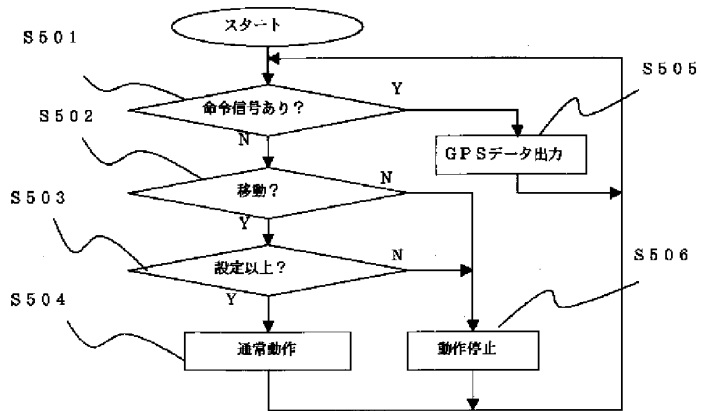 スタート
S501
命令信号あり?
Y
S505
S502
N
GPSデータ出力
移動?
N
S503
Y
設定以上?
N
S506
S504
Y
通常動作
動作停止